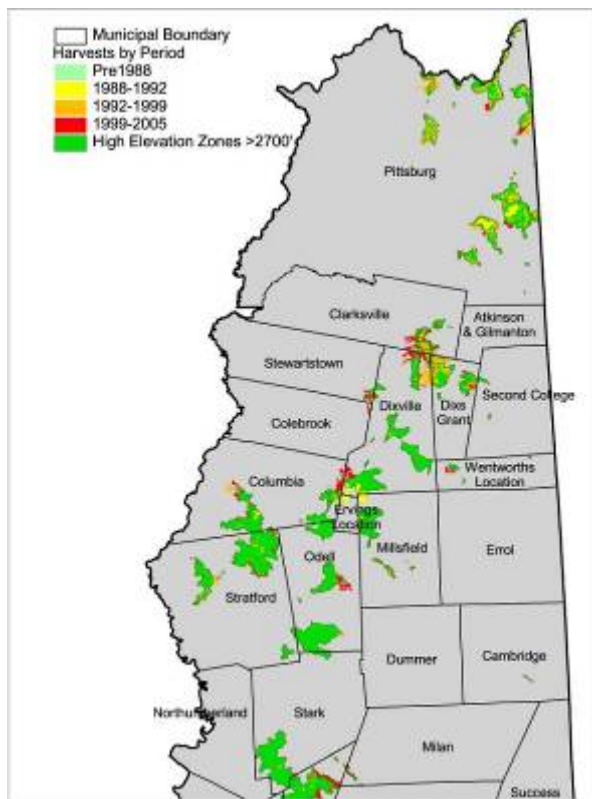 Municipal Boundary
Harvests by Period
Pre1988
1988-1992
1992-1999
1999-2005
High Elevation Zones >2700'
Pittsburg
Clarksville
Atkinson
& Gilmanton
Stewartstown
Dixville
Dixs
Grant
Second College
Colebrook
Columbia
Wentworths
Location
Ervings
Location
Millsfield
Errol
Odell
Stratford
Dummer
Cambridge
Northumberland
Stark
Milan
Success